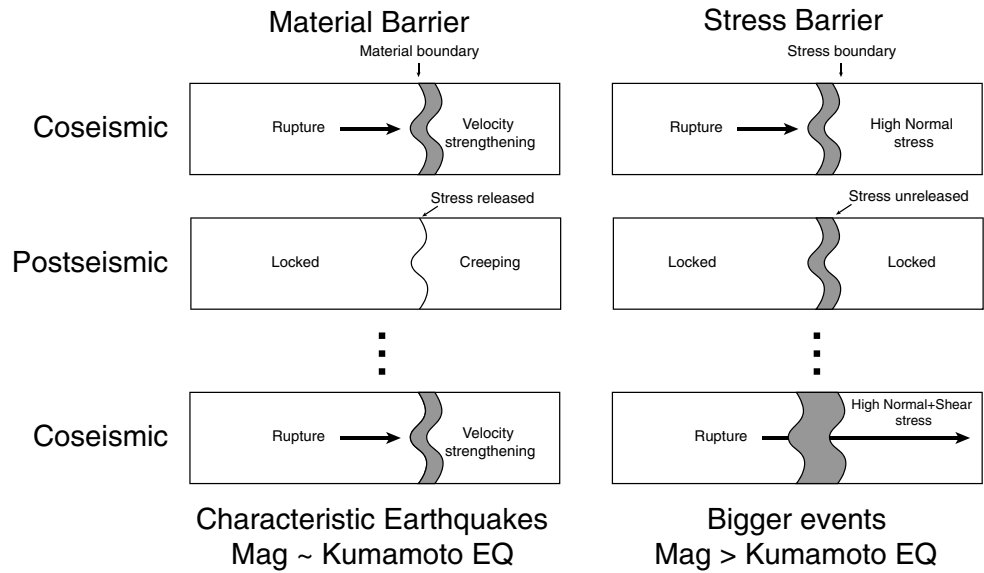 Material Barrier
Stress Barrier
Material boundary
Stress boundary
Coseismic
Rupture
Velocity
strengthening
Rupture
High Normal
stress
Stress released
Stress unreleased
Postseismic
Locked
Creeping
Locked
Locked
Coseismic
Rupture
Velocity
strengthening
Rupture
High Normal+Shear
stress
Characteristic Earthquakes
Mag ~ Kumamoto EQ
Bigger events
Mag > Kumamoto EQ